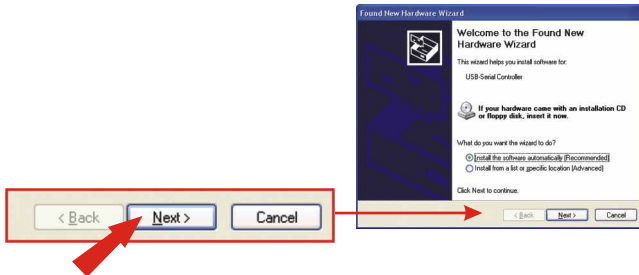 Found New Hardware Wizard
Welcome to the Found New
Hardware Wizard
This wizard helps you install software for:
USB-Serial Controller
If your hardware came with an installation CD
or floppy disk, insert it now.
What do you want the wizard to do?
Install the software automatically (Recommended)
Install from a list or specific location (Advanced)
Click Next to continue.
< Back Next > Cancel
< Back Next > Cancel